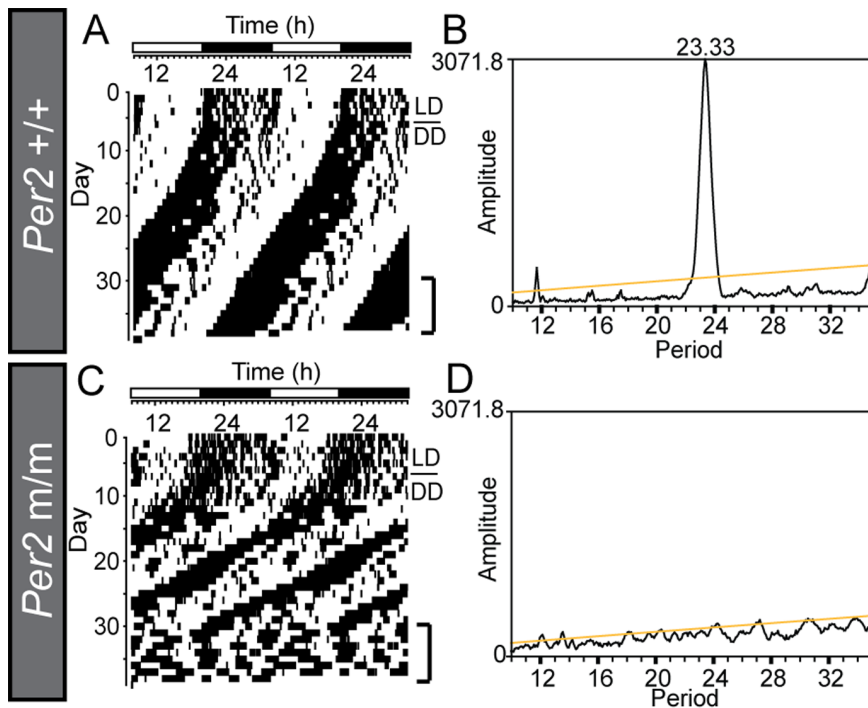 A
Time (h)
12 24 12 24
0
10
20
30
Day
LD
DD
Per2 +/+
B
23.33
3071.8
0
Amplitude
12 16 20 24 28 32
Period
C
Time (h)
12 24 12 24
0
10
20
30
Day
LD
DD
Per2 m/m
D
3071.8
0
Amplitude
12 16 20 24 28 32
Period